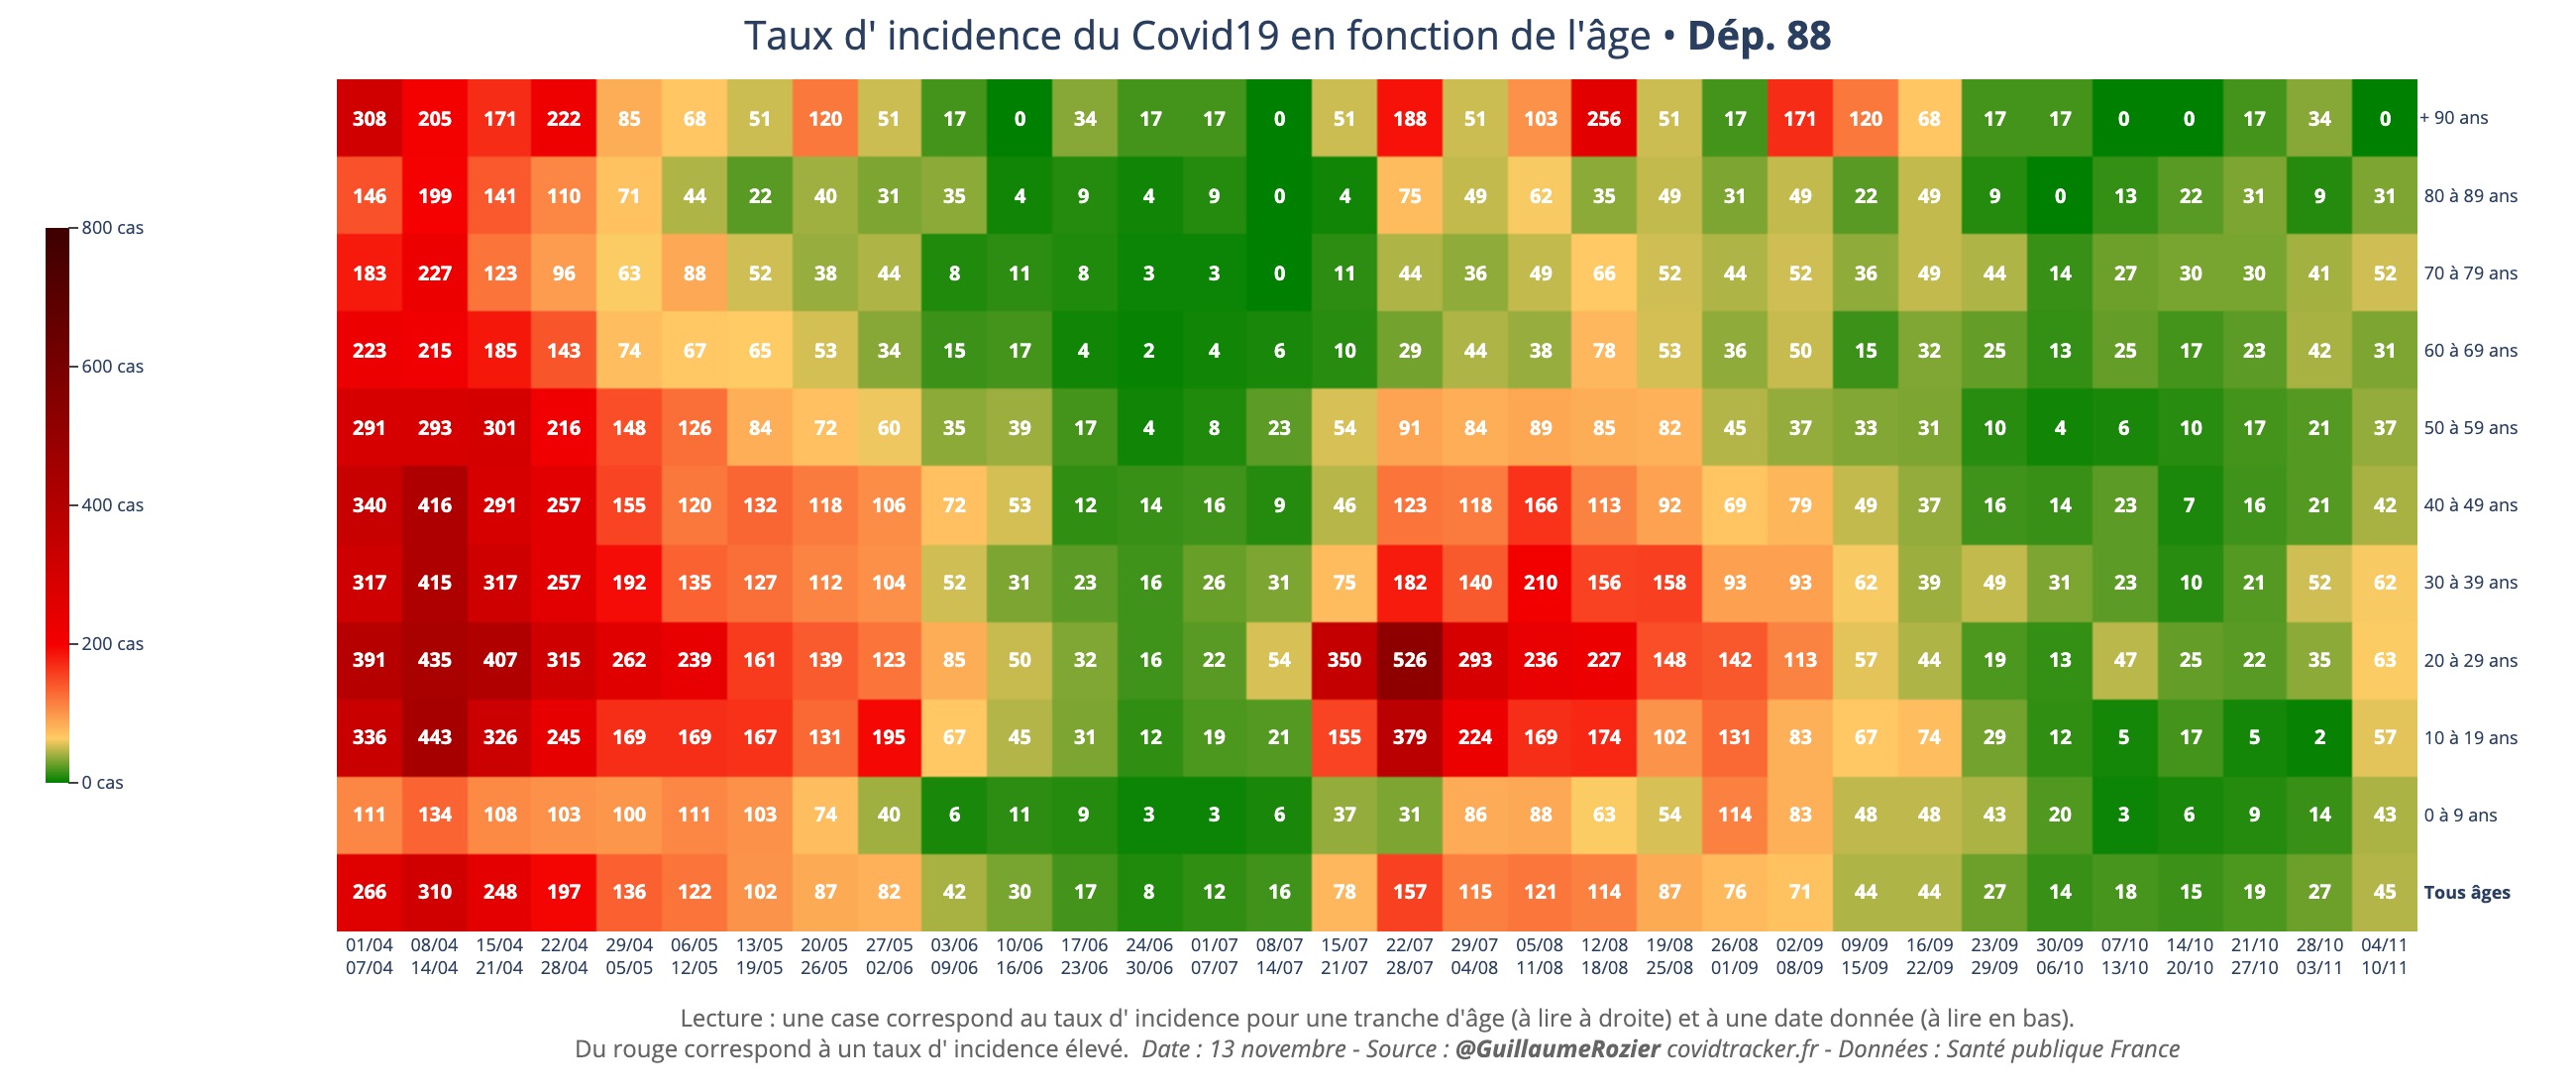 Taux d' incidence du Covid19 en fonction de l'âge • Dép. 88
800 cas
600 cas
400 cas
200 cas
0 cas
308 205 171 222 85 68 51 120 51 17 0 34 17 17 0 51 188 51 103 256 51 17 171 120 68 17 17 0 0 17 34 0 + 90 ans
146 199 141 110 71 44 22 40 31 35 4 9 4 9 0 4 75 49 62 35 49 31 49 22 49 9 0 13 22 31 9 31 80 à 89 ans
183 227 123 96 63 88 52 38 44 8 11 8 3 3 0 11 44 36 49 66 52 44 52 36 49 44 14 27 30 30 41 52 70 à 79 ans
223 215 185 143 74 67 65 53 34 15 17 4 2 4 6 10 29 44 38 78 53 36 50 15 32 25 13 25 17 23 42 31 60 à 69 ans
291 293 301 216 148 126 84 72 60 35 39 17 4 8 23 54 91 84 89 85 82 45 37 33 31 10 4 6 10 17 21 37 50 à 59 ans
340 416 291 257 155 120 132 118 106 72 53 12 14 16 9 46 123 118 166 113 92 69 79 49 37 16 14 23 7 16 21 42 40 à 49 ans
317 415 317 257 192 135 127 112 104 52 31 23 16 26 31 75 182 140 210 156 158 93 93 62 39 49 31 23 10 21 52 62 30 à 39 ans
391 435 407 315 262 239 161 139 123 85 50 32 16 22 54 350 526 293 236 227 148 142 113 57 44 19 13 47 25 22 35 63 20 à 29 ans
336 443 326 245 169 169 167 131 195 67 45 31 12 19 21 155 379 224 169 174 102 131 83 67 74 29 12 5 17 5 2 57 10 à 19 ans
111 134 108 103 100 111 103 74 40 6 11 9 3 3 6 37 31 86 88 63 54 114 83 48 48 43 20 3 6 9 14 43 0 à 9 ans
266 310 248 197 136 122 102 87 82 42 30 17 8 12 16 78 157 115 121 114 87 76 71 44 44 27 14 18 15 19 27 45 Tous âges
01/04 08/04 15/04 22/04 29/04 06/05 13/05 20/05 27/05 03/06 10/06 17/06 24/06 01/07 08/07 15/07 22/07 29/07 05/08 12/08 19/08 26/08 02/09 09/09 16/09 23/09 30/09 07/10 14/10 21/10 28/10 04/11
07/04 14/04 21/04 28/04 05/05 12/05 19/05 26/05 02/06 09/06 16/06 23/06 30/06 07/07 14/07 21/07 28/07 04/08 11/08 18/08 25/08 01/09 08/09 15/09 22/09 29/09 06/10 13/10 20/10 27/10 03/11 10/11
Lecture : une case correspond au taux d' incidence pour une tranche d'âge (à lire à droite) et à une date donnée (à lire en bas).
Du rouge correspond à un taux d' incidence élevé. Date : 13 novembre - Source : @GuillaumeRozier covidtracker.fr - Données : Santé publique France